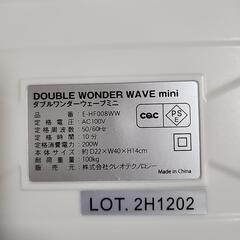 DOUBLE WONDER WAVE mini
ダブルワンダーウェーブミニ
型番：E-HF008WW
定格電圧：AC100V
定格周波数：50/60Hz
定格時間：10分
定格消費電力：200W
本体サイズ：約D22×W40×H14cm
耐荷重：100kg
販売元：株式会社クレオテクノロジー
CQC
PSE
Made in China
LOT. 2H1202